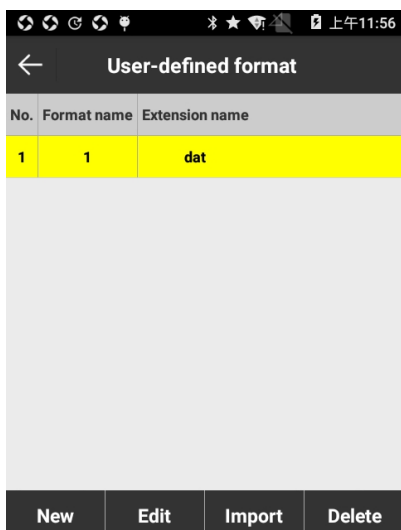 上午11:56
User-defined format
No. Format name Extension name
1 1 dat
New Edit Import Delete